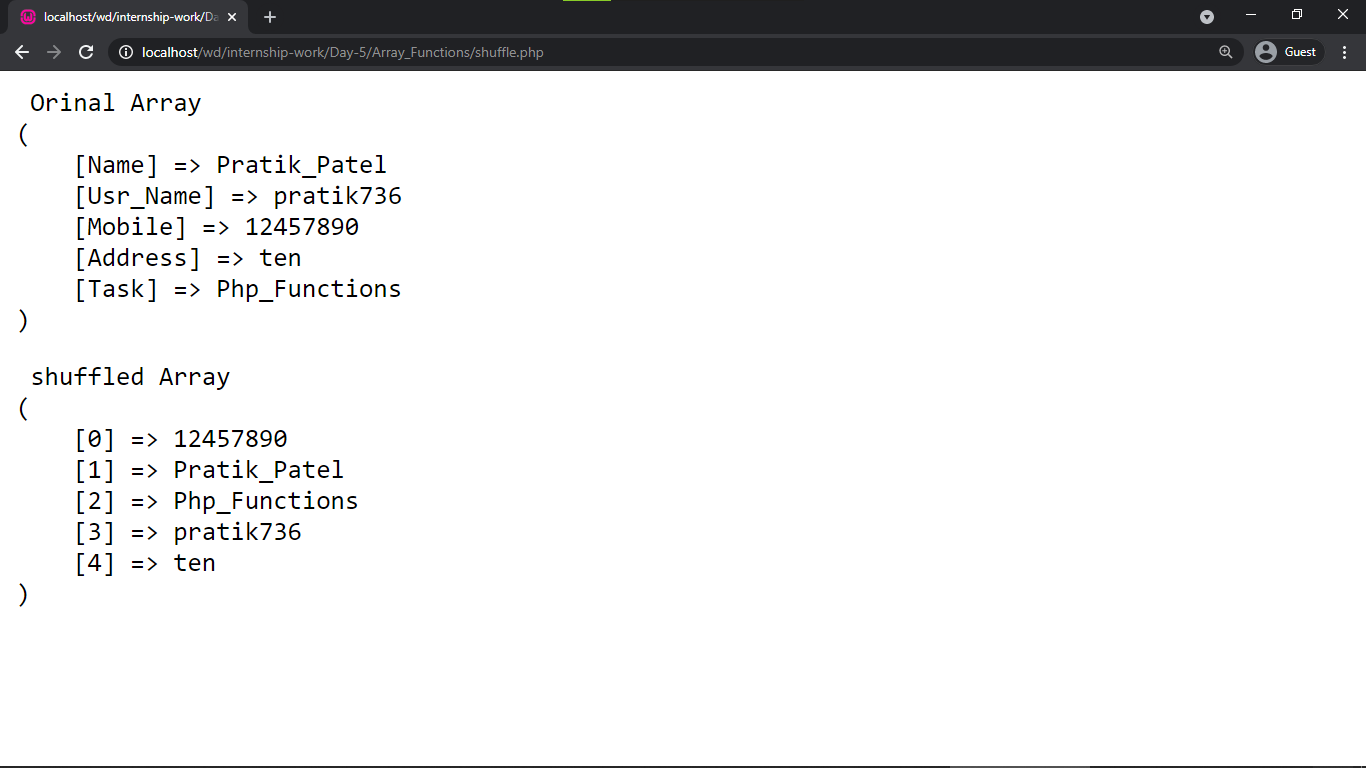 localhost/wd/internship-work/Da
localhost/wd/internship-work/Day-5/Array_Functions/shuffle.php
Guest
Orinal Array
(
[Name] => Pratik_Patel
[Usr_Name] => pratik736
[Mobile] => 12457890
[Address] => ten
[Task] => Php_Functions
)
shuffled Array
(
[0] => 12457890
[1] => Pratik_Patel
[2] => Php_Functions
[3] => pratik736
[4] => ten
)